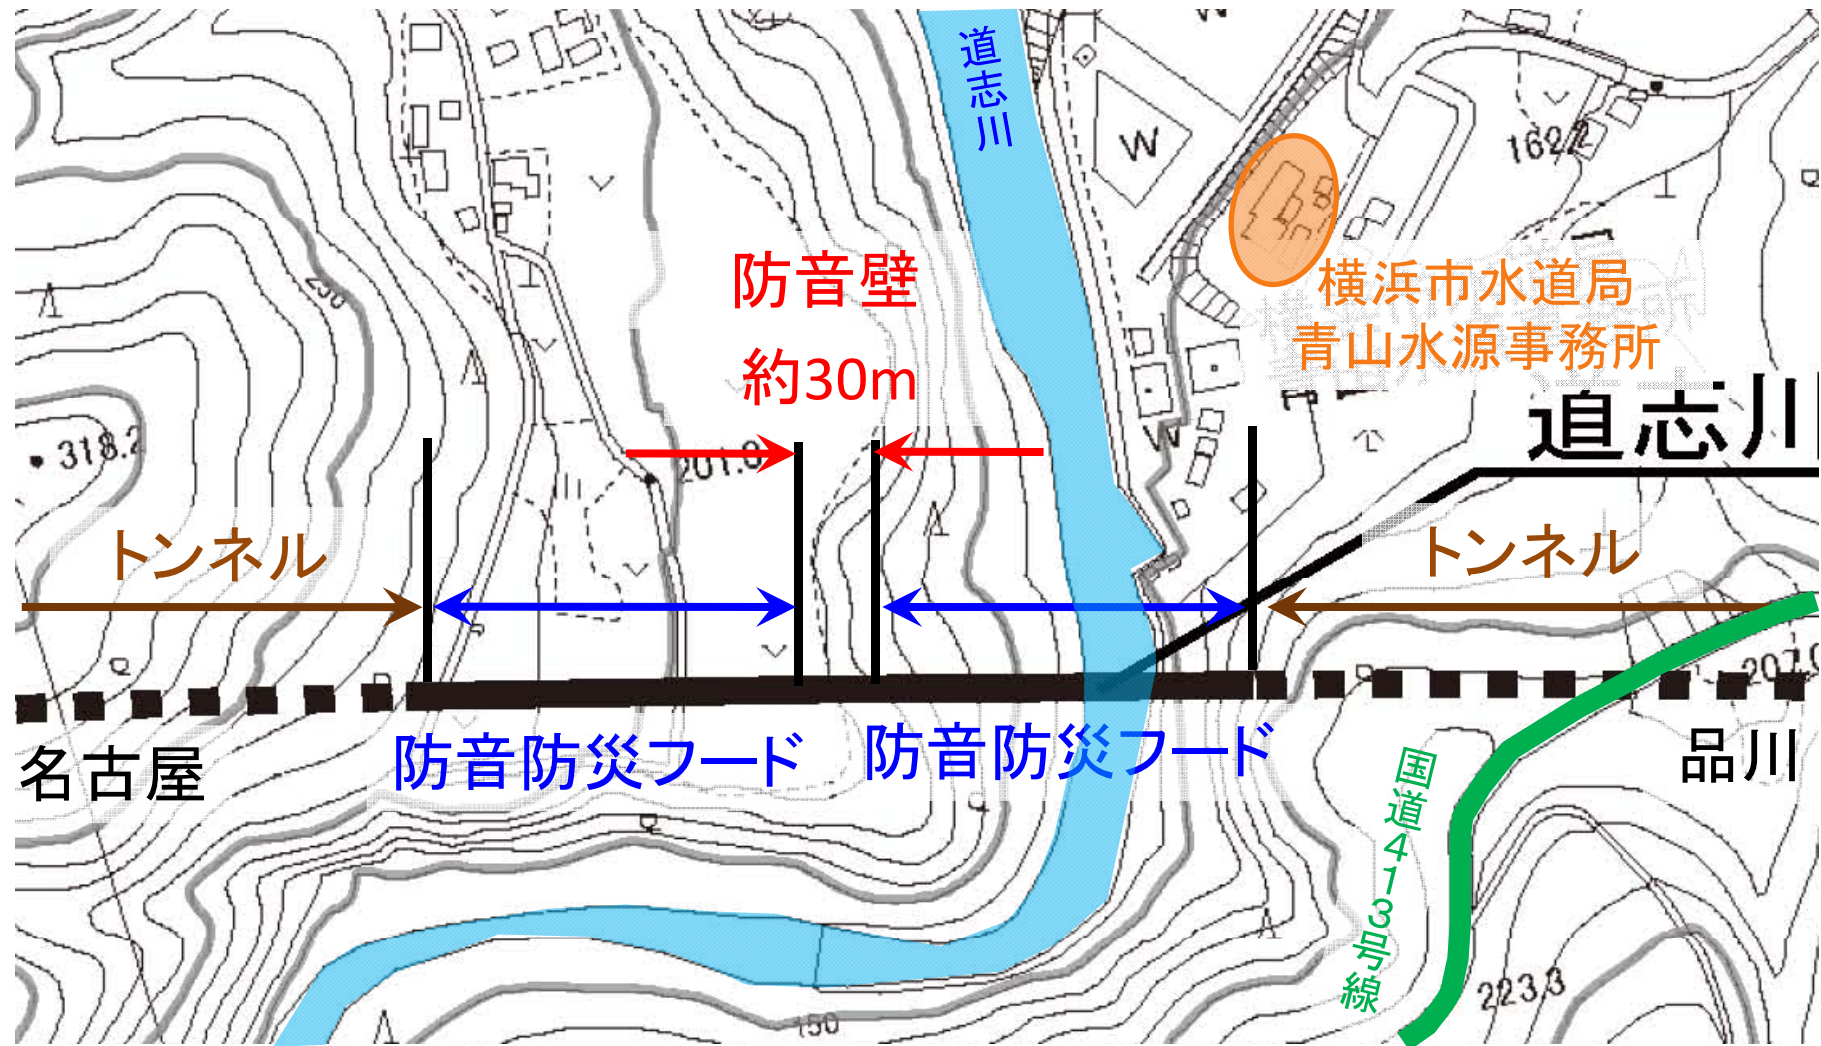 道志川
W
W
162.2
横浜市水道局
青山水源事務所
防音壁
約30m
250
道志川
318.2
201.0
W
トンネル
トンネル
207.0
名古屋
防音防災フード
防音防災フード
品川
国道413号線
223.3
150